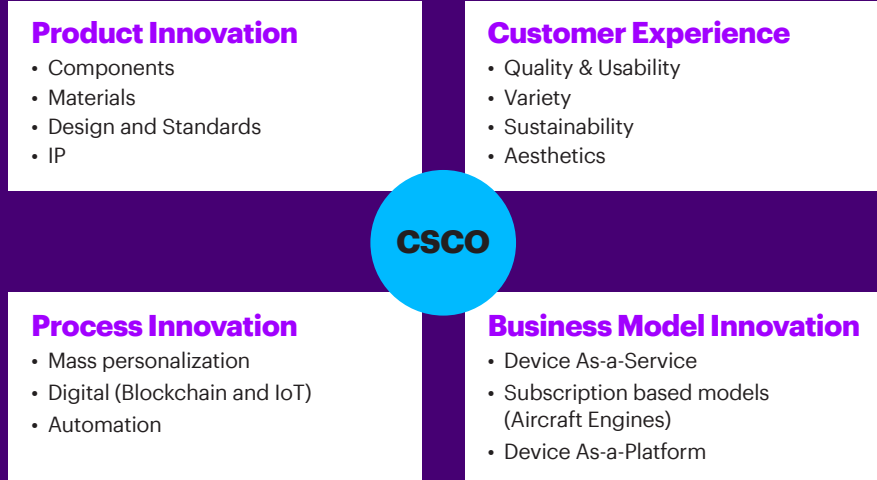 Product Innovation
• Components
• Materials
• Design and Standards
• IP
Customer Experience
• Quality & Usability
• Variety
• Sustainability
• Aesthetics
CSCO
Process Innovation
• Mass personalization
• Digital (Blockchain and IoT)
• Automation
Business Model Innovation
• Device As-a-Service
• Subscription based models
(Aircraft Engines)
• Device As-a-Platform